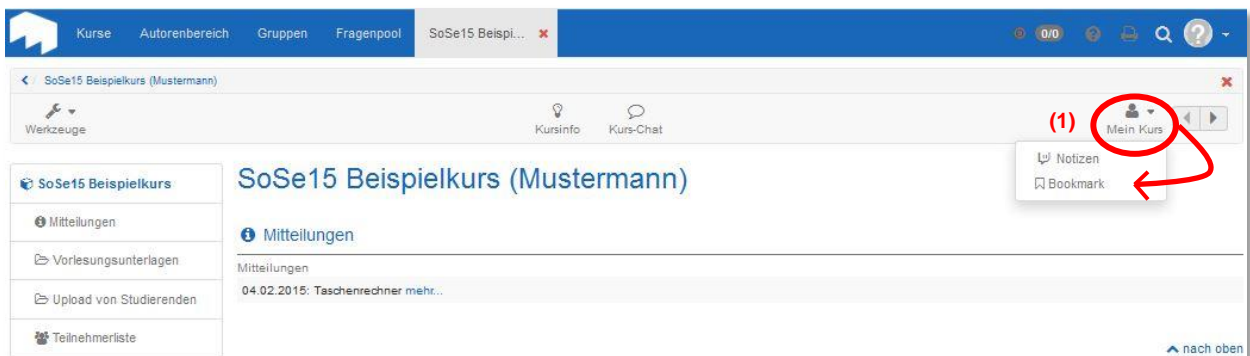 Kurse Autorenbereich Gruppen Fragenpool SoSe15 Beispi... 0/0
SoSe15 Beispielkurs (Mustermann)
Werkzeuge Kursinfo Kurs-Chat (1) Mein Kurs
Notizen
Bookmark
SoSe15 Beispielkurs
Mitteilungen
Vorlesungsunterlagen
Upload von Studierenden
Teilnehmerliste
SoSe15 Beispielkurs (Mustermann)
Mitteilungen
Mitteilungen
04.02.2015: Taschenrechner mehr...
nach oben